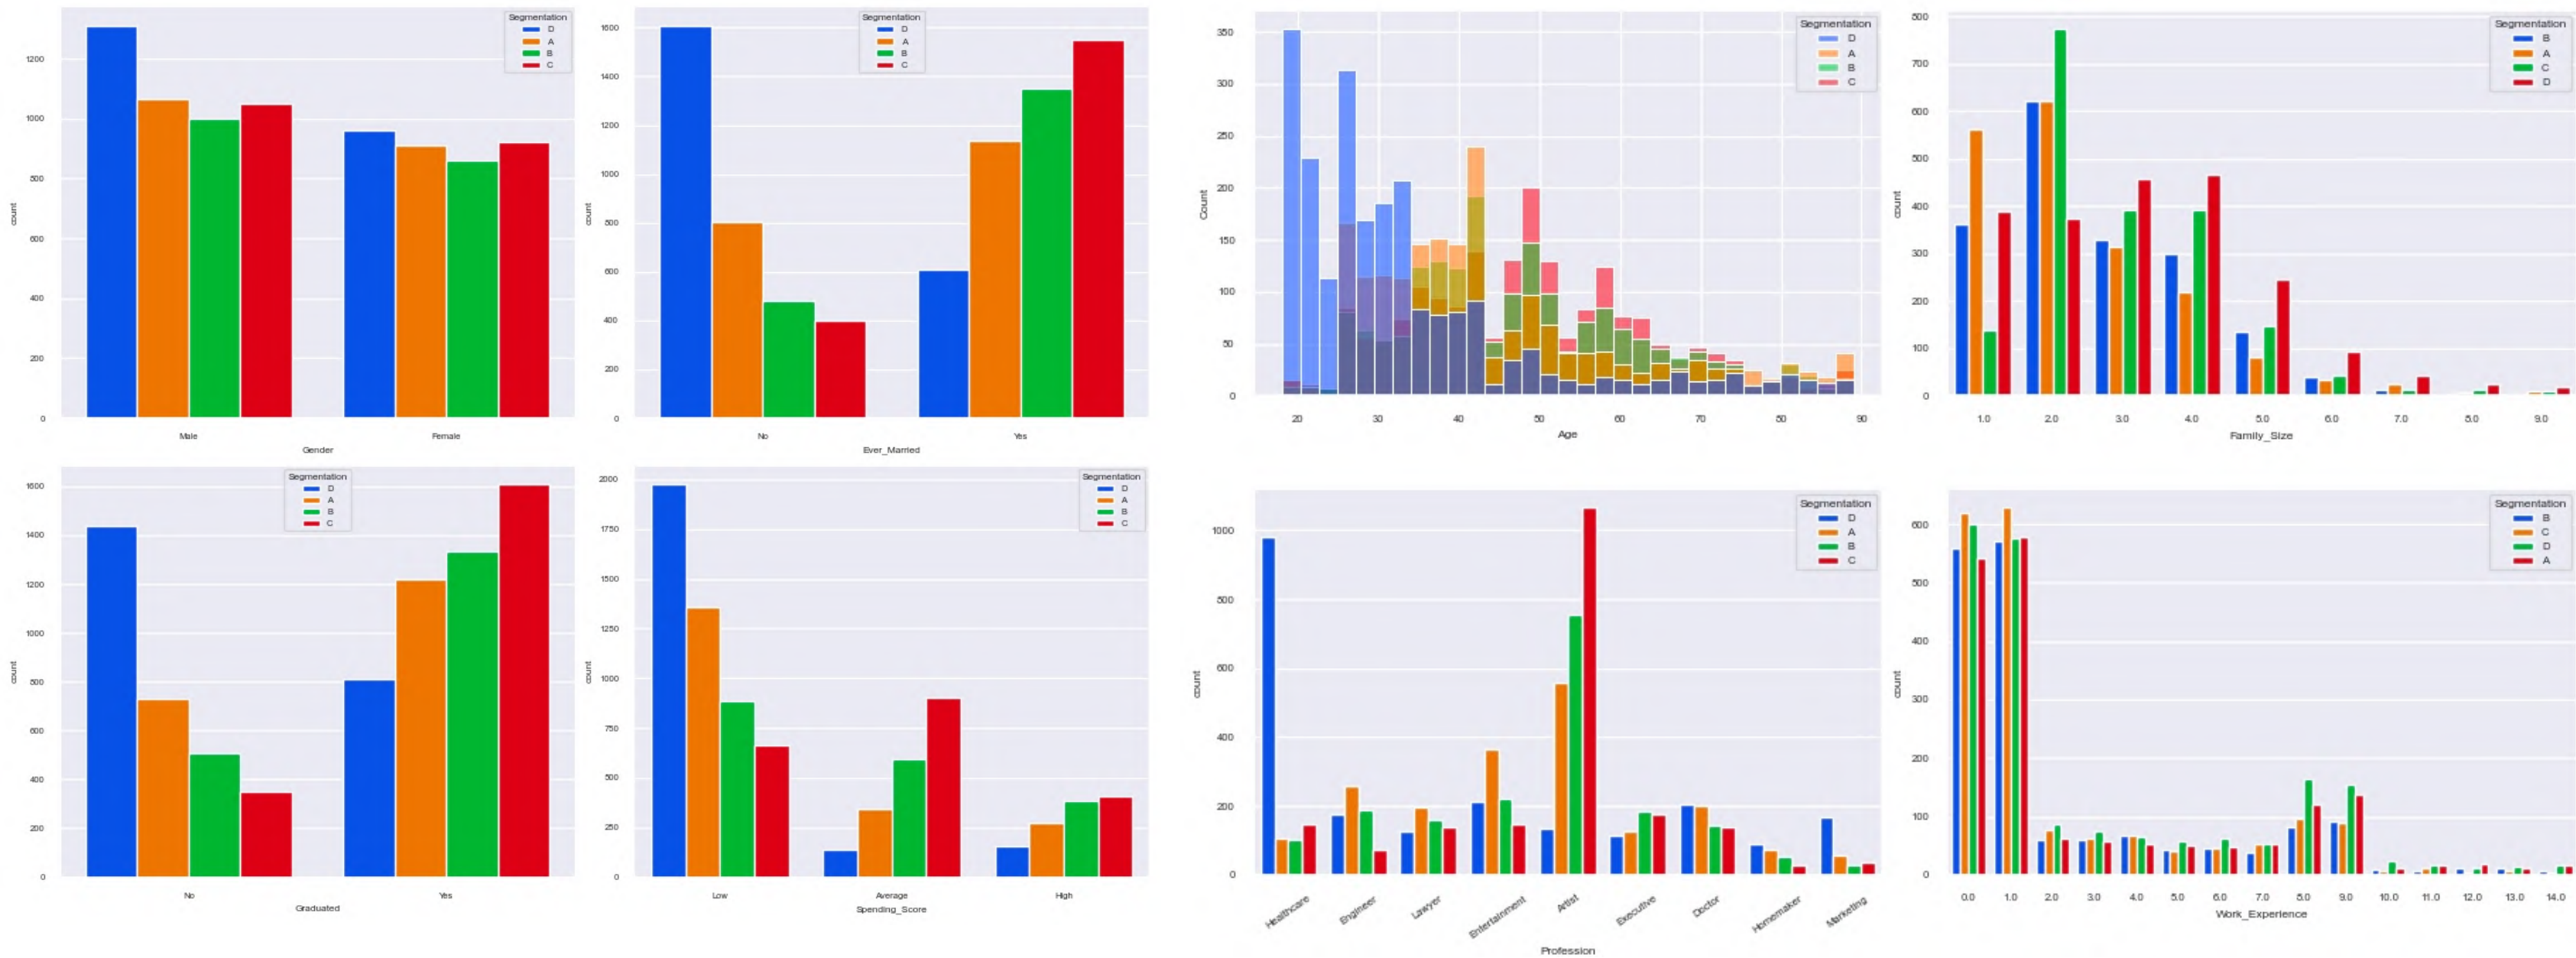 Segmentation
D
A
B
C
1200
1000
800
600
400
200
0
count
Male
Female
Gender
Segmentation
D
A
B
C
1600
1400
1200
1000
800
600
400
200
0
count
No
Yes
Ever_Married
Segmentation
D
A
B
C
350
300
250
200
150
100
50
0
Count
20
30
40
50
60
70
80
90
Age
Segmentation
B
A
C
D
800
700
600
500
400
300
200
100
0
count
1.0
2.0
3.0
4.0
5.0
6.0
7.0
8.0
9.0
Family_Size
Segmentation
D
A
B
C
1600
1400
1200
1000
800
600
400
200
0
count
No
Yes
Graduated
Segmentation
D
A
B
C
2000
1750
1500
1250
1000
750
500
250
0
count
Low
Average
High
Spending_Score
Segmentation
D
A
B
C
1000
800
600
400
200
0
count
Healthcare
Engineer
Lawyer
Entertainment
Artist
Executive
Doctor
Homemaker
Marketing
Profession
Segmentation
B
C
D
A
600
500
400
300
200
100
0
count
0.0
1.0
2.0
3.0
4.0
5.0
6.0
7.0
8.0
9.0
10.0
11.0
12.0
13.0
14.0
Work_Experience